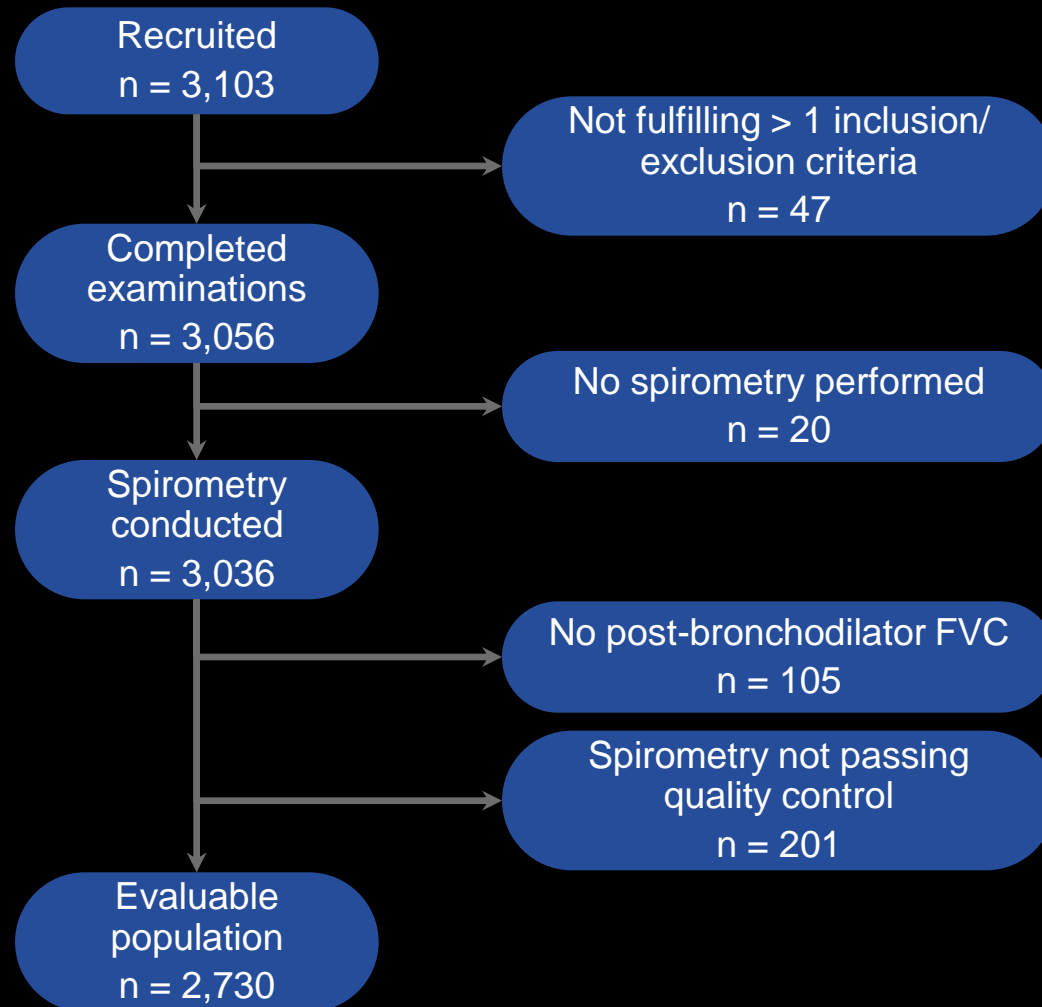 Recruited
n = 3,103
Not fulfilling > 1 inclusion/
exclusion criteria
n = 47
Completed
examinations
n = 3,056
No spirometry performed
n = 20
Spirometry
conducted
n = 3,036
No post-bronchodilator FVC
n = 105
Spirometry not passing
quality control
n = 201
Evaluable
population
n = 2,730